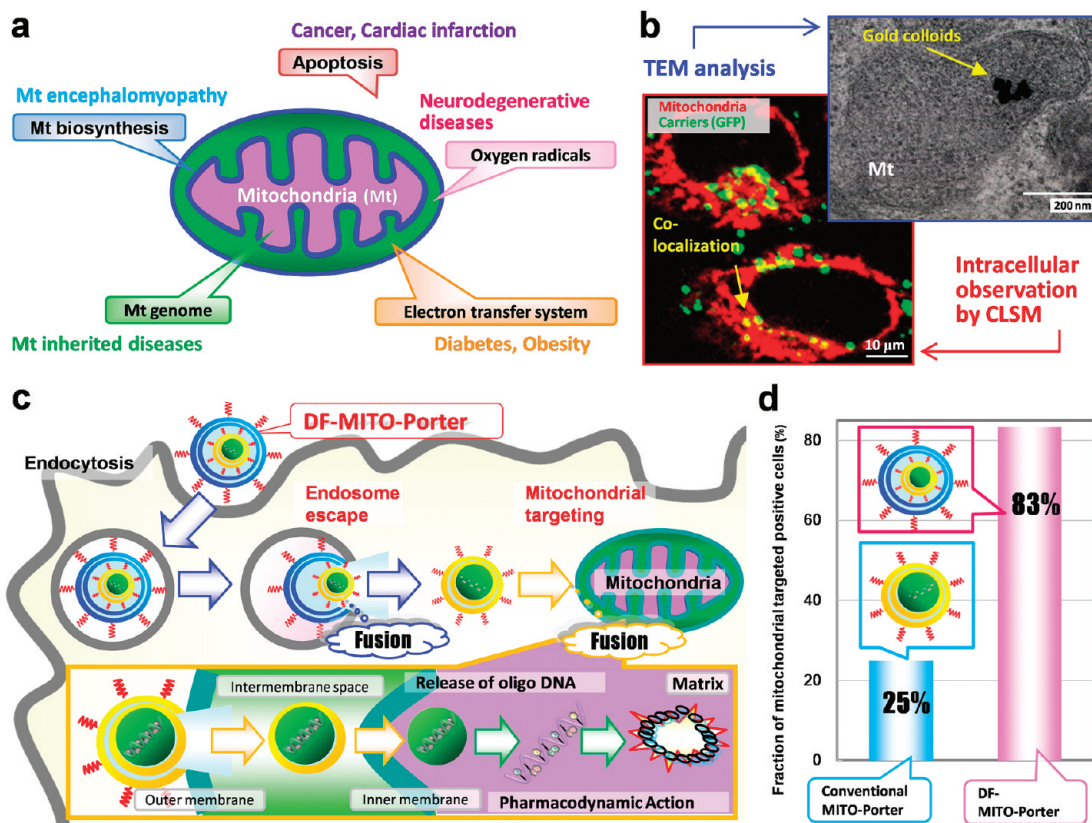 a
Cancer, Cardiac infarction
Apoptosis
Mt encephalomyopathy
Mt biosynthesis
Neurodegenerative
diseases
Oxygen radicals
Mitochondria (Mt)
Mt genome
Mt inherited diseases
Electron transfer system
Diabetes, Obesity
b
TEM analysis
Gold colloids
Mt
200 nm
Mitochondria
Carriers (GFP)
Co-
localization
10 µm
Intracellular
observation
by CLSM
c
DF-MITO-Porter
Endocytosis
Endosome
escape
Mitochondrial
targeting
Mitochondria
Fusion
Fusion
Intermembrane space
Release of oligo DNA
Matrix
Outer membrane
Inner membrane
Pharmacodynamic Action
d
Fraction of mitochondrial targeted positive cells (%)
80
60
40
20
0
83%
25%
Conventional
MITO-Porter
DF-
MITO-Porter